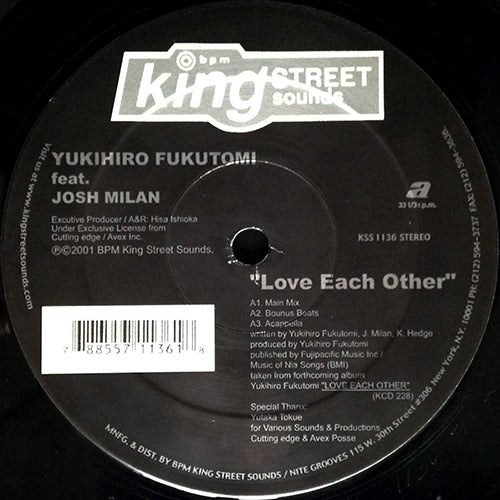 bpm
king STREET
sounds
YUKIHIRO FUKUTOMI
feat.
JOSH MILAN
Excutive Producer / A&R: Hisa Ishioka
Under Exclusive License from
Cutting edge / Avex Inc.
℗©2001 BPM King Street Sounds.
a
33 1/3 r.p.m.
KSS 1136 STEREO
"Love Each Other"
A1. Main Mix
A2. Bounus Beats
A3. Acappella
written by Yukihiro Fukutomi, J. Milan, K. Hedge
produced by Yukihiro Fukutomi
published by Fujipacific Music Inc /
Music of Nia Songs (BMI)
taken from forthcoming album
Yukihiro Fukutomi "LOVE EACH OTHER"
(KCD 228)
Special Thanx:
Yutaka Tokue
for Various Sounds & Productions
Cutting edge & Avex Posse
7 88557 11361 8
Visit us at www.kingstreetsounds.com
MNFG. & DIST. BY BPM KING STREET SOUNDS / NITE GROOVES 115 W. 30th Street #306 New York, N.Y. 10001 PH: (212) 594-3737 FAX: (212) 594-3636.